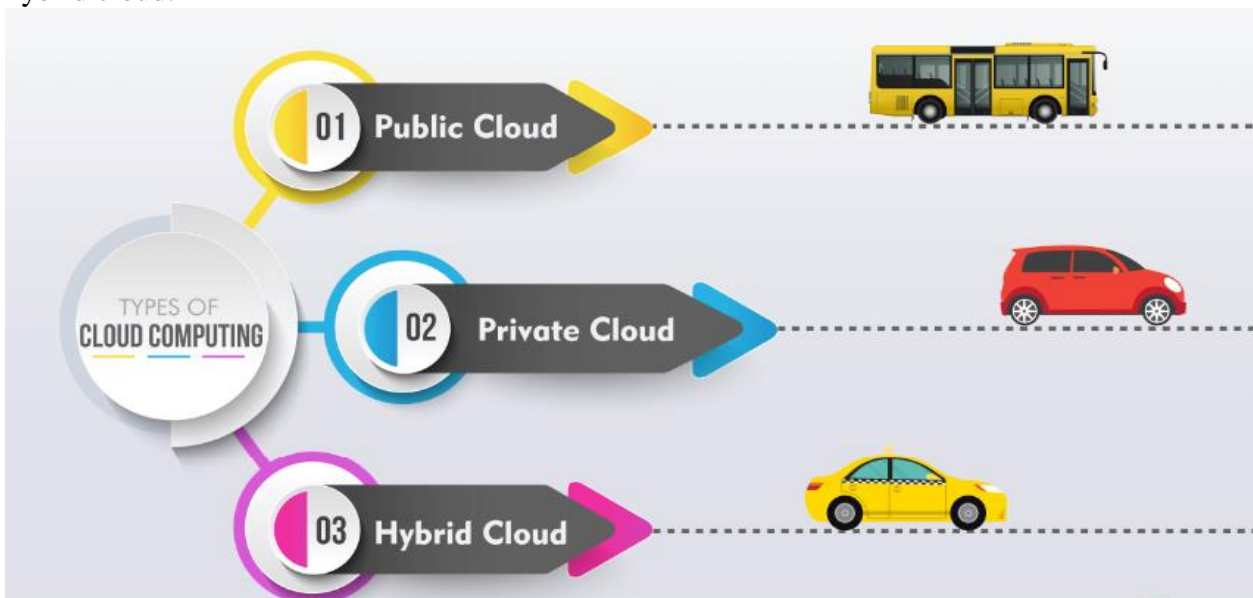 01 Public Cloud
TYPES OF
CLOUD COMPUTING
02 Private Cloud
03 Hybrid Cloud